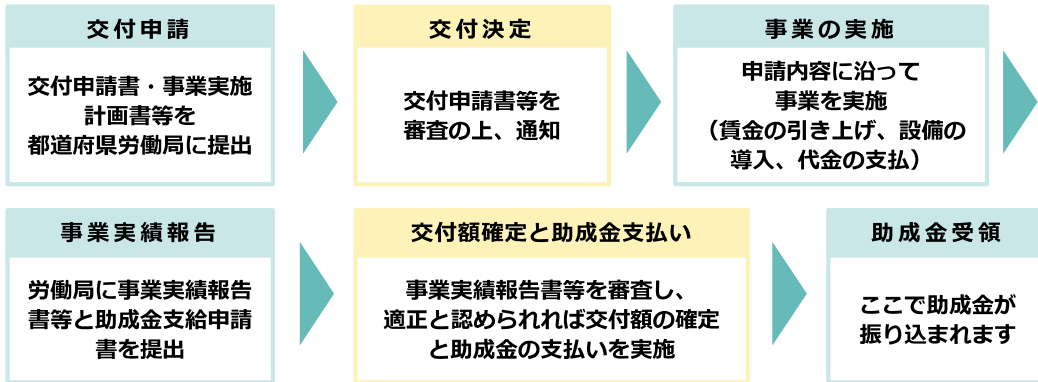 交付申請
交付申請書・事業実施
計画書等を
都道府県労働局に提出
交付決定
交付申請書等を
審査の上、通知
事業の実施
申請内容に沿って
事業を実施
（賃金の引き上げ、設備の
導入、代金の支払）
事業実績報告
労働局に事業実績報告
書等と助成金支給申請
書を提出
交付額確定と助成金支払い
事業実績報告書等を審査し、
適正と認められれば交付額の確定
と助成金の支払いを実施
助成金受領
ここで助成金が
振り込まれます